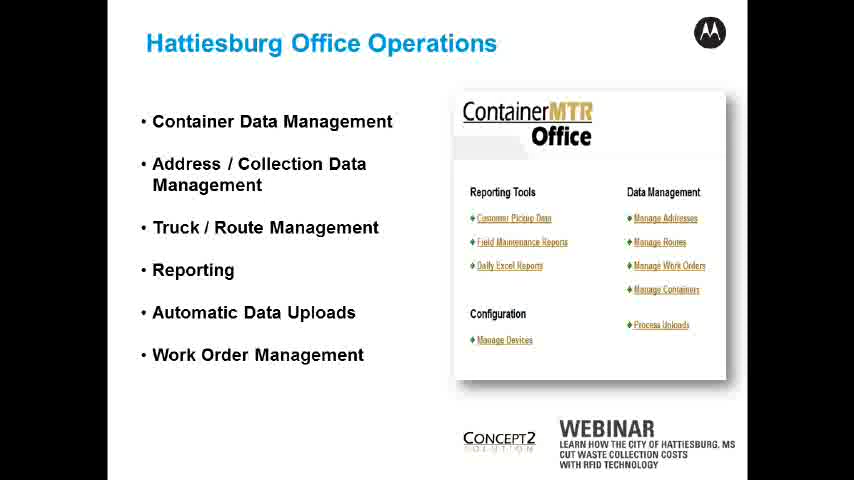 Hattiesburg Office Operations
• Container Data Management
• Address / Collection Data
Management
• Truck / Route Management
• Reporting
• Automatic Data Uploads
• Work Order Management
ContainerMTR
Office
Reporting Tools
Customer Pickup Data
Field Maintenance Reports
Daily Excel Reports
Configuration
Manage Devices
Data Management
Manage Addresses
Manage Routes
Manage Work Orders
Manage Containers
Process Uploads
CONCEPT2
SOLUTION
WEBINAR
LEARN HOW THE CITY OF HATTIESBURG, MS
CUT WASTE COLLECTION COSTS
WITH RFID TECHNOLOGY